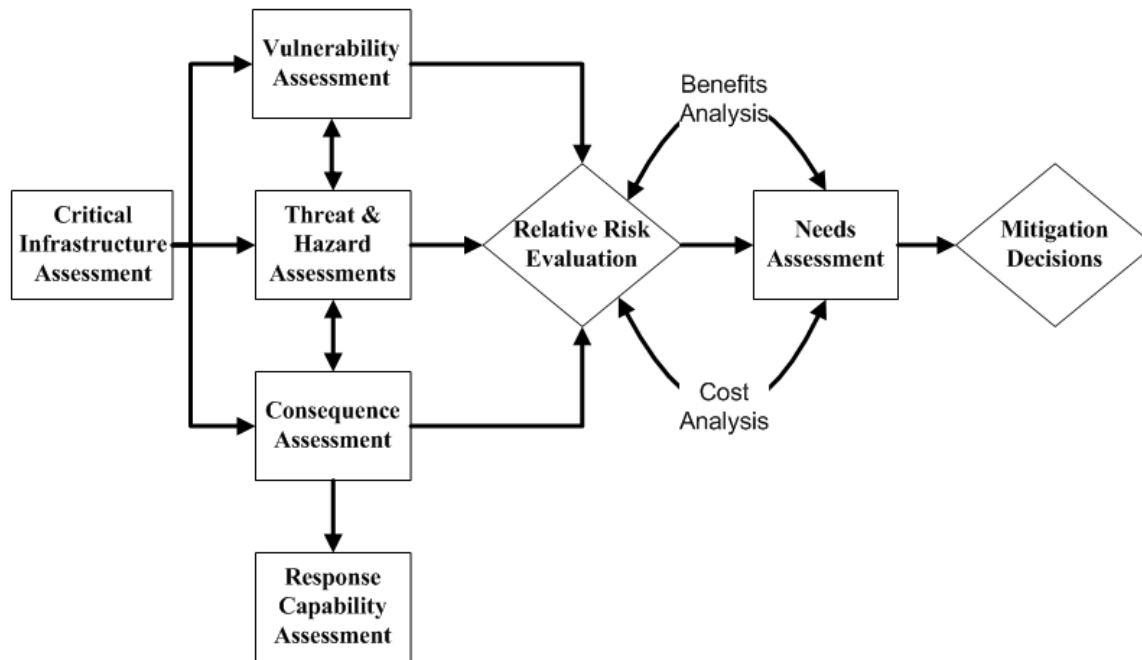 Vulnerability
Assessment
Benefits
Analysis
Critical
Infrastructure
Assessment
Threat &
Hazard
Assessments
Relative Risk
Evaluation
Needs
Assessment
Mitigation
Decisions
Consequence
Assessment
Cost
Analysis
Response
Capability
Assessment